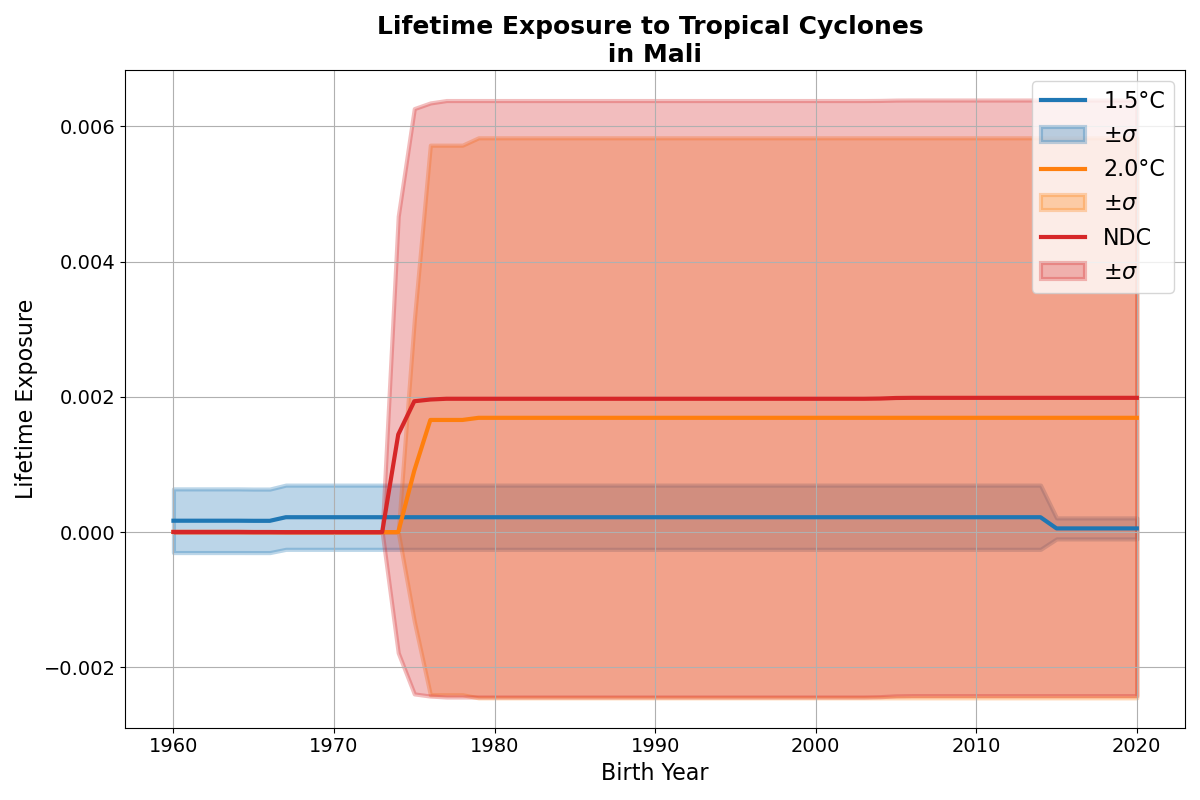 Lifetime Exposure to Tropical Cyclones
in Mali
Lifetime Exposure
0.006
0.004
0.002
0.000
−0.002
1960
1970
1980
1990
2000
2010
2020
Birth Year
1.5°C
±σ
2.0°C
±σ
NDC
±σ